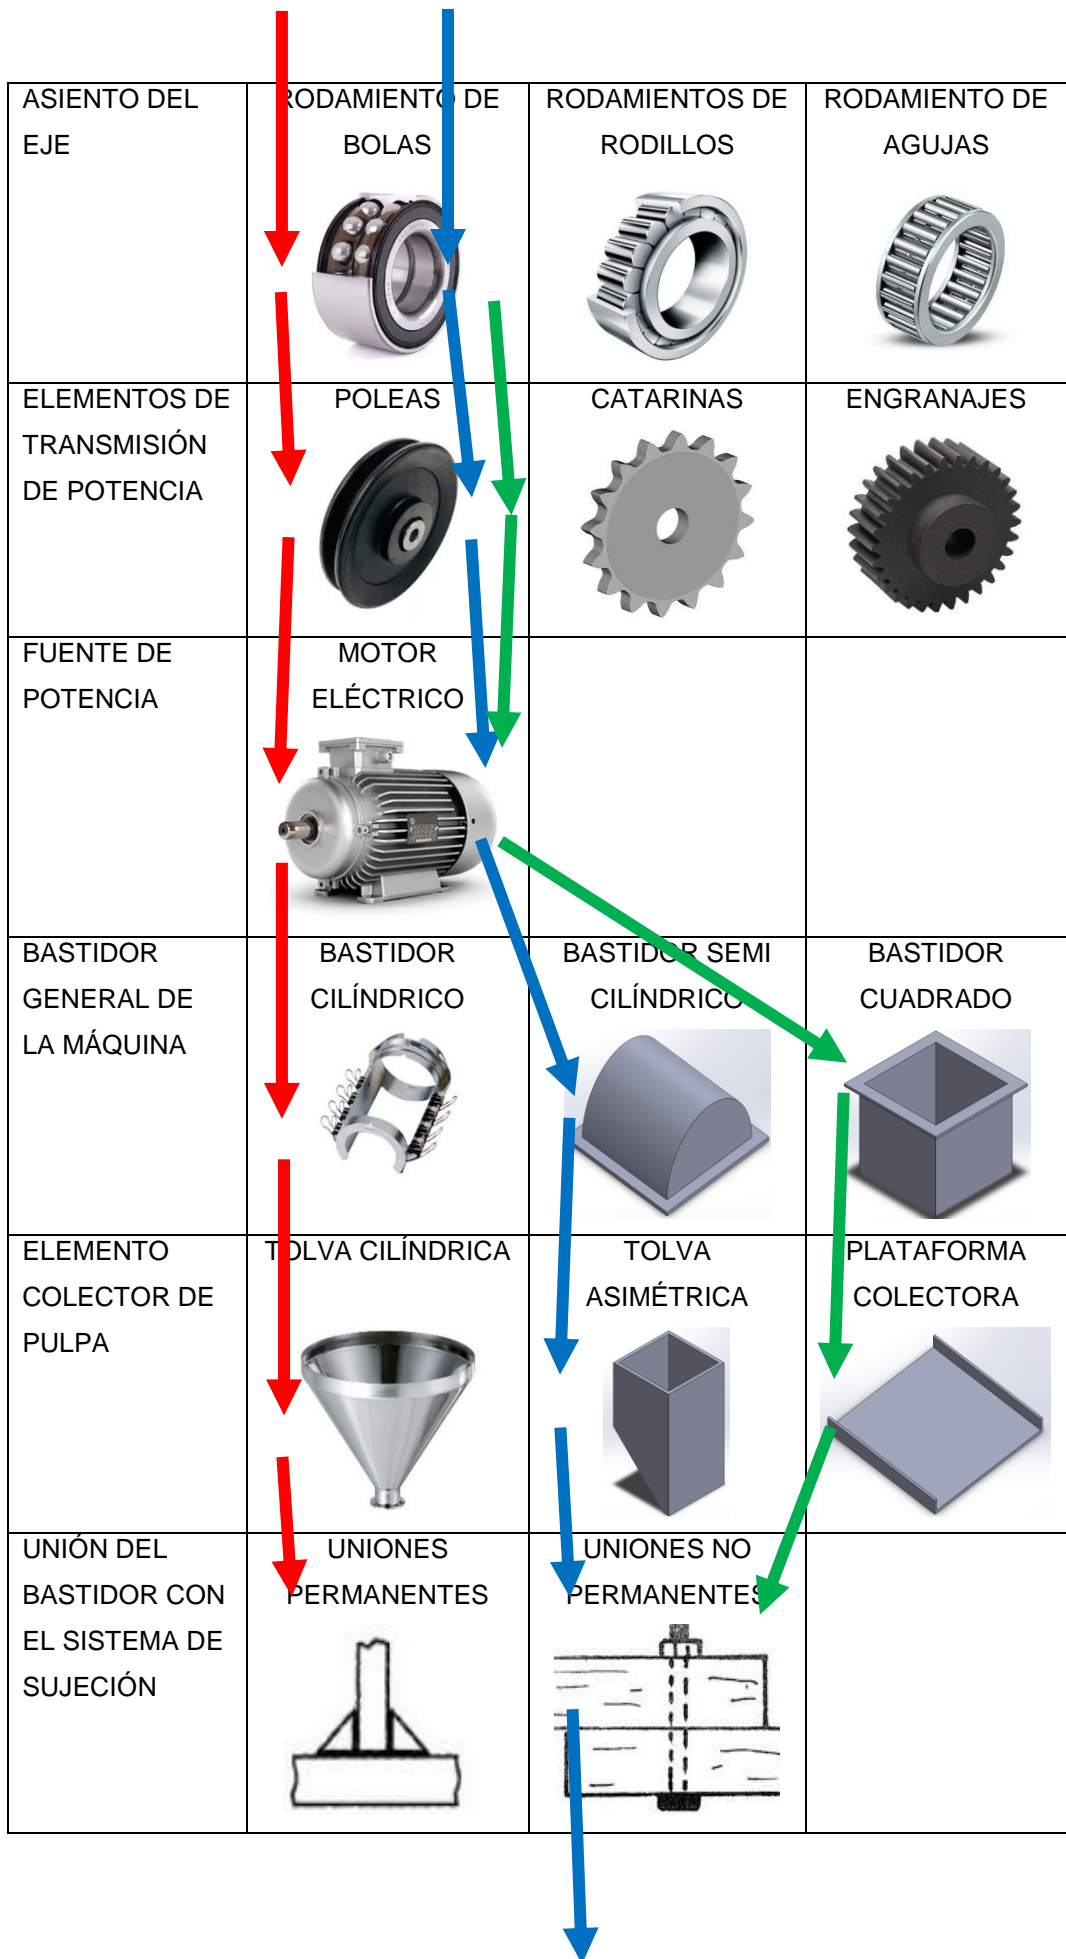 ASIENTO DEL
EJE
RODAMIENTO DE
BOLAS
RODAMIENTOS DE
RODILLOS
RODAMIENTO DE
AGUJAS
ELEMENTOS DE
TRANSMISIÓN
DE POTENCIA
POLEAS
CATARINAS
ENGRANAJES
FUENTE DE
POTENCIA
MOTOR
ELÉCTRICO
BASTIDOR
GENERAL DE
LA MÁQUINA
BASTIDOR
CILÍNDRICO
BASTIDOR SEMI
CILÍNDRICO
BASTIDOR
CUADRADO
ELEMENTO
COLECTOR DE
PULPA
TOLVA CILÍNDRICA
TOLVA
ASIMÉTRICA
PLATAFORMA
COLECTORA
UNIÓN DEL
BASTIDOR CON
EL SISTEMA DE
SUJECIÓN
UNIONES
PERMANENTES
UNIONES NO
PERMANENTES